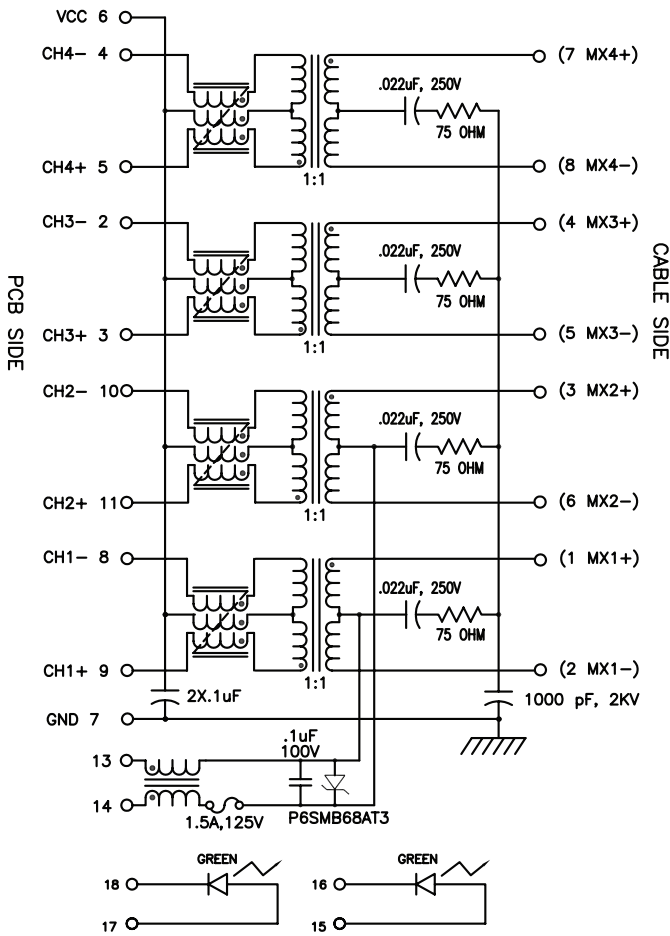 VCC 6
CH4- 4
(7 MX4+)
.022uF, 250V
75 OHM
CH4+ 5
(8 MX4-)
1:1
CH3- 2
(4 MX3+)
.022uF, 250V
75 OHM
PCB SIDE
CABLE SIDE
CH3+ 3
(5 MX3-)
1:1
CH2- 10
(3 MX2+)
.022uF, 250V
75 OHM
CH2+ 11
(6 MX2-)
1:1
CH1- 8
(1 MX1+)
.022uF, 250V
75 OHM
CH1+ 9
(2 MX1-)
1:1
2X.1uF
1000 pF, 2KV
GND 7
.1uF
100V
13
14
1.5A,125V
P6SMB68AT3
GREEN
GREEN
18
16
17
15